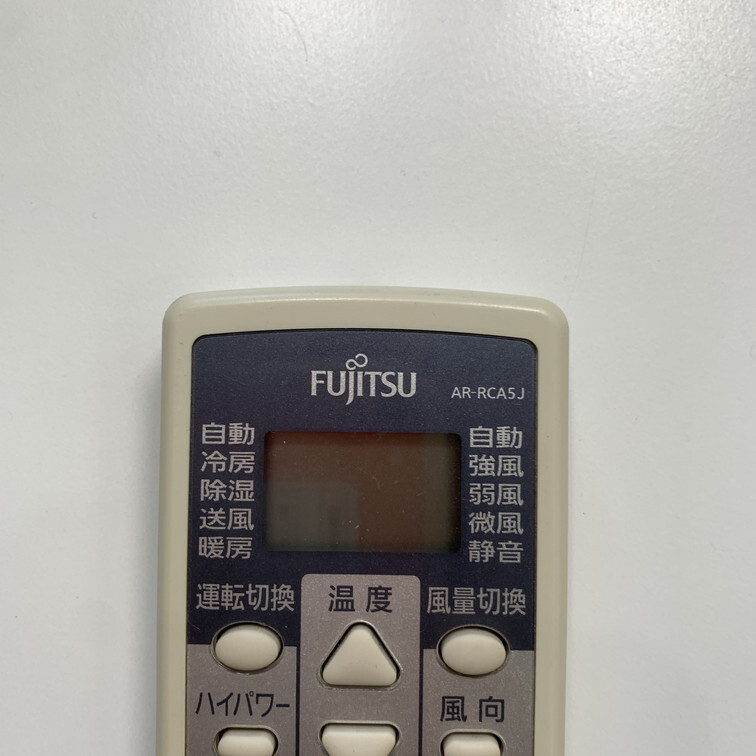 FUJITSU
AR-RCA5J
自動
冷房
除湿
送風
暖房
自動
強風
弱風
微風
静音
運転切換
温度
風量切換
ハイパワー
風向